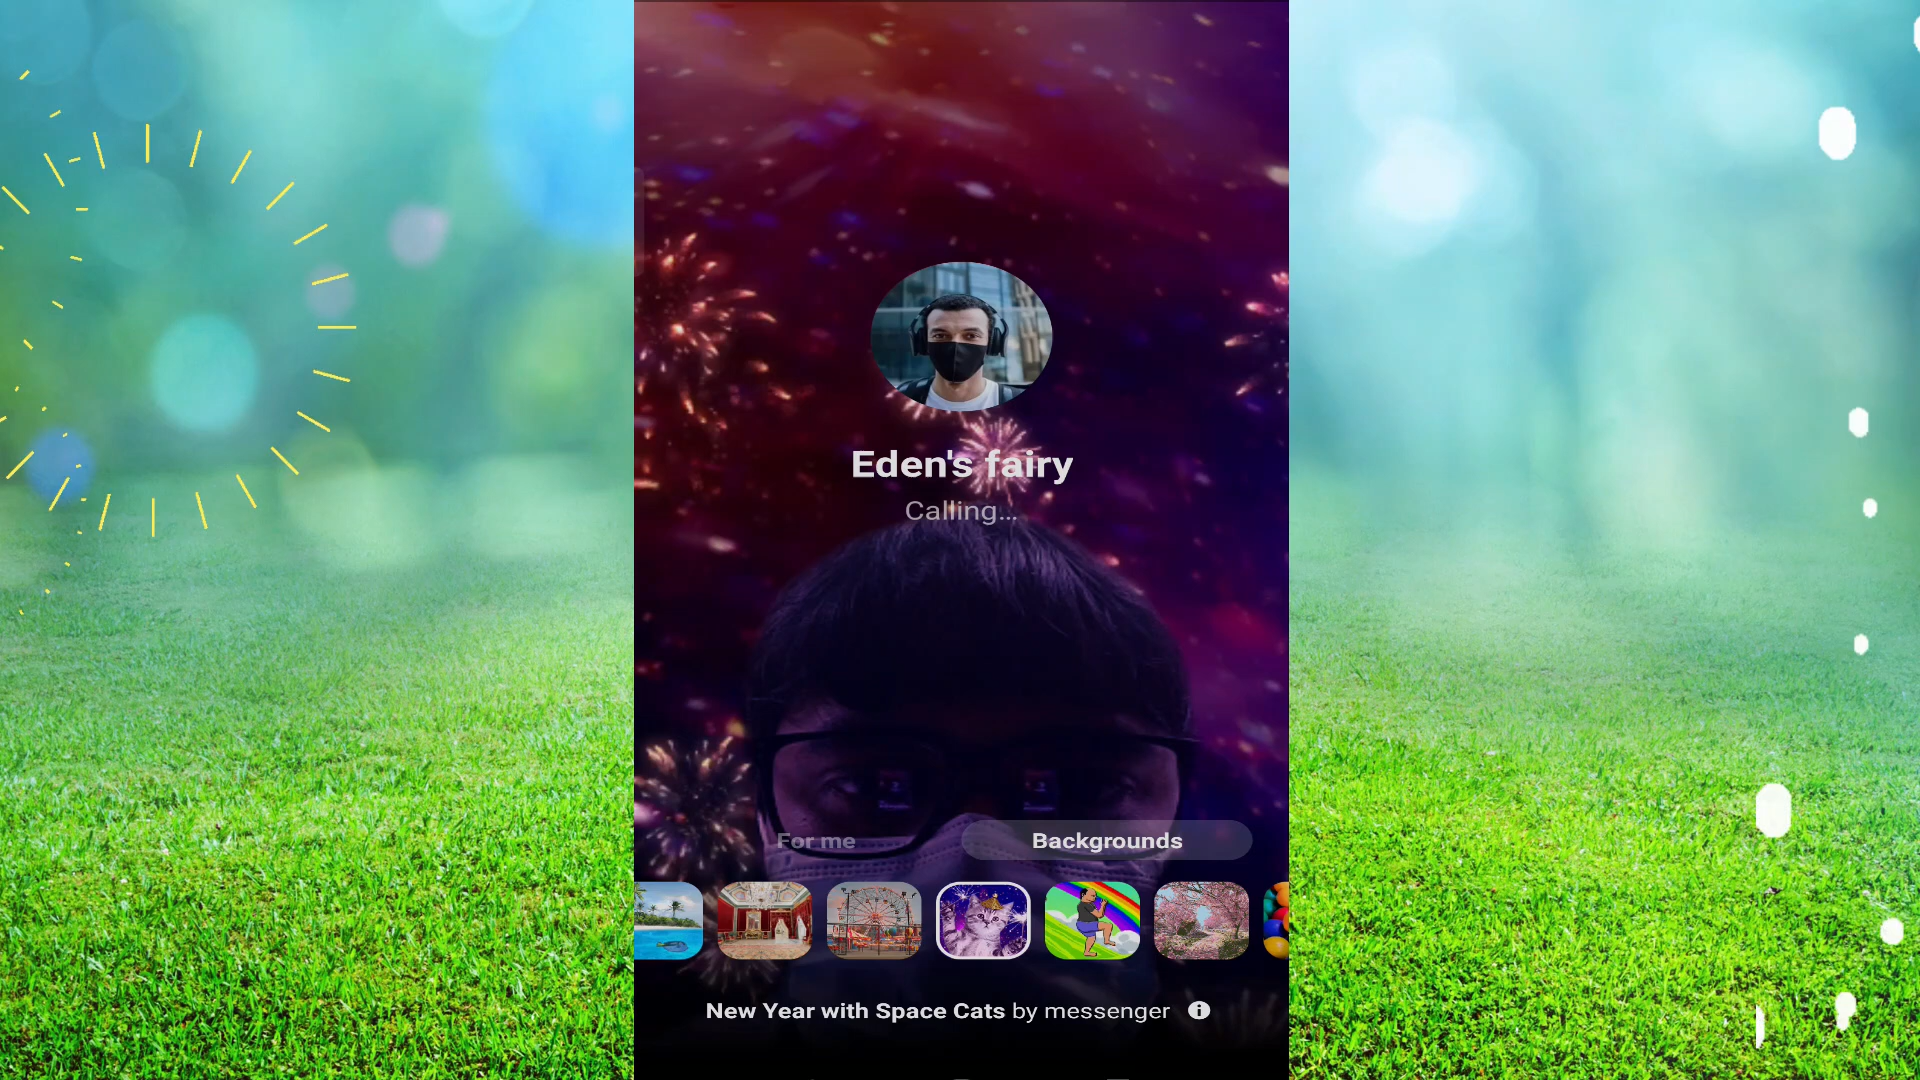 Eden's fairy
Calling...
For me
Backgrounds
New Year with Space Cats by messenger